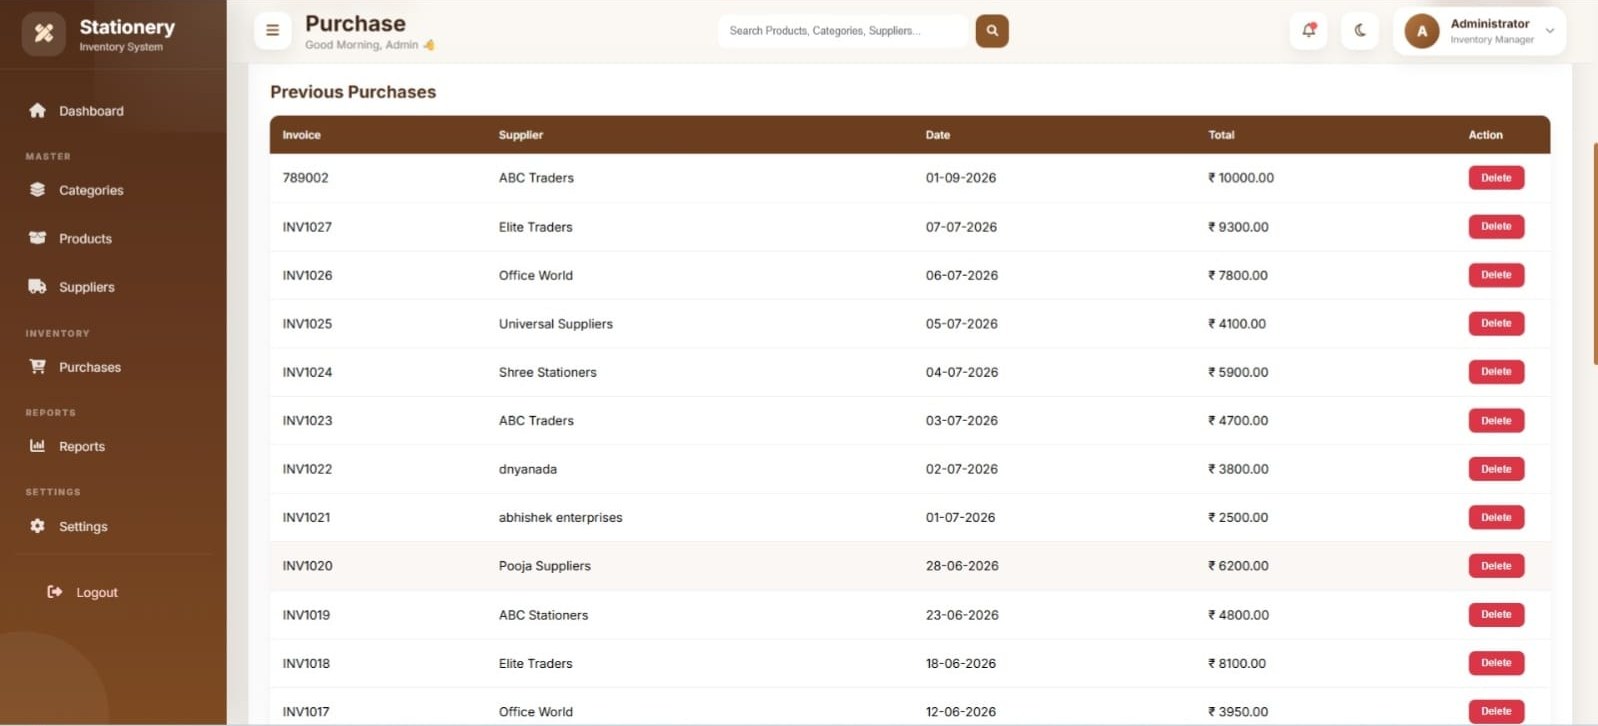 Stationery
Inventory System
Dashboard
MASTER
Categories
Products
Suppliers
INVENTORY
Purchases
REPORTS
Reports
SETTINGS
Settings
Logout
Purchase
Good Morning, Admin
Search Products, Categories, Suppliers...
A
Administrator
Inventory Manager
Previous Purchases
Invoice Supplier Date Total Action
789002 ABC Traders 01-09-2026 ₹ 10000.00 Delete
INV1027 Elite Traders 07-07-2026 ₹ 9300.00 Delete
INV1026 Office World 06-07-2026 ₹ 7800.00 Delete
INV1025 Universal Suppliers 05-07-2026 ₹ 4100.00 Delete
INV1024 Shree Stationers 04-07-2026 ₹ 5900.00 Delete
INV1023 ABC Traders 03-07-2026 ₹ 4700.00 Delete
INV1022 dnyanada 02-07-2026 ₹ 3800.00 Delete
INV1021 abhishek enterprises 01-07-2026 ₹ 2500.00 Delete
INV1020 Pooja Suppliers 28-06-2026 ₹ 6200.00 Delete
INV1019 ABC Stationers 23-06-2026 ₹ 4800.00 Delete
INV1018 Elite Traders 18-06-2026 ₹ 8100.00 Delete
INV1017 Office World 12-06-2026 ₹ 3950.00 Delete